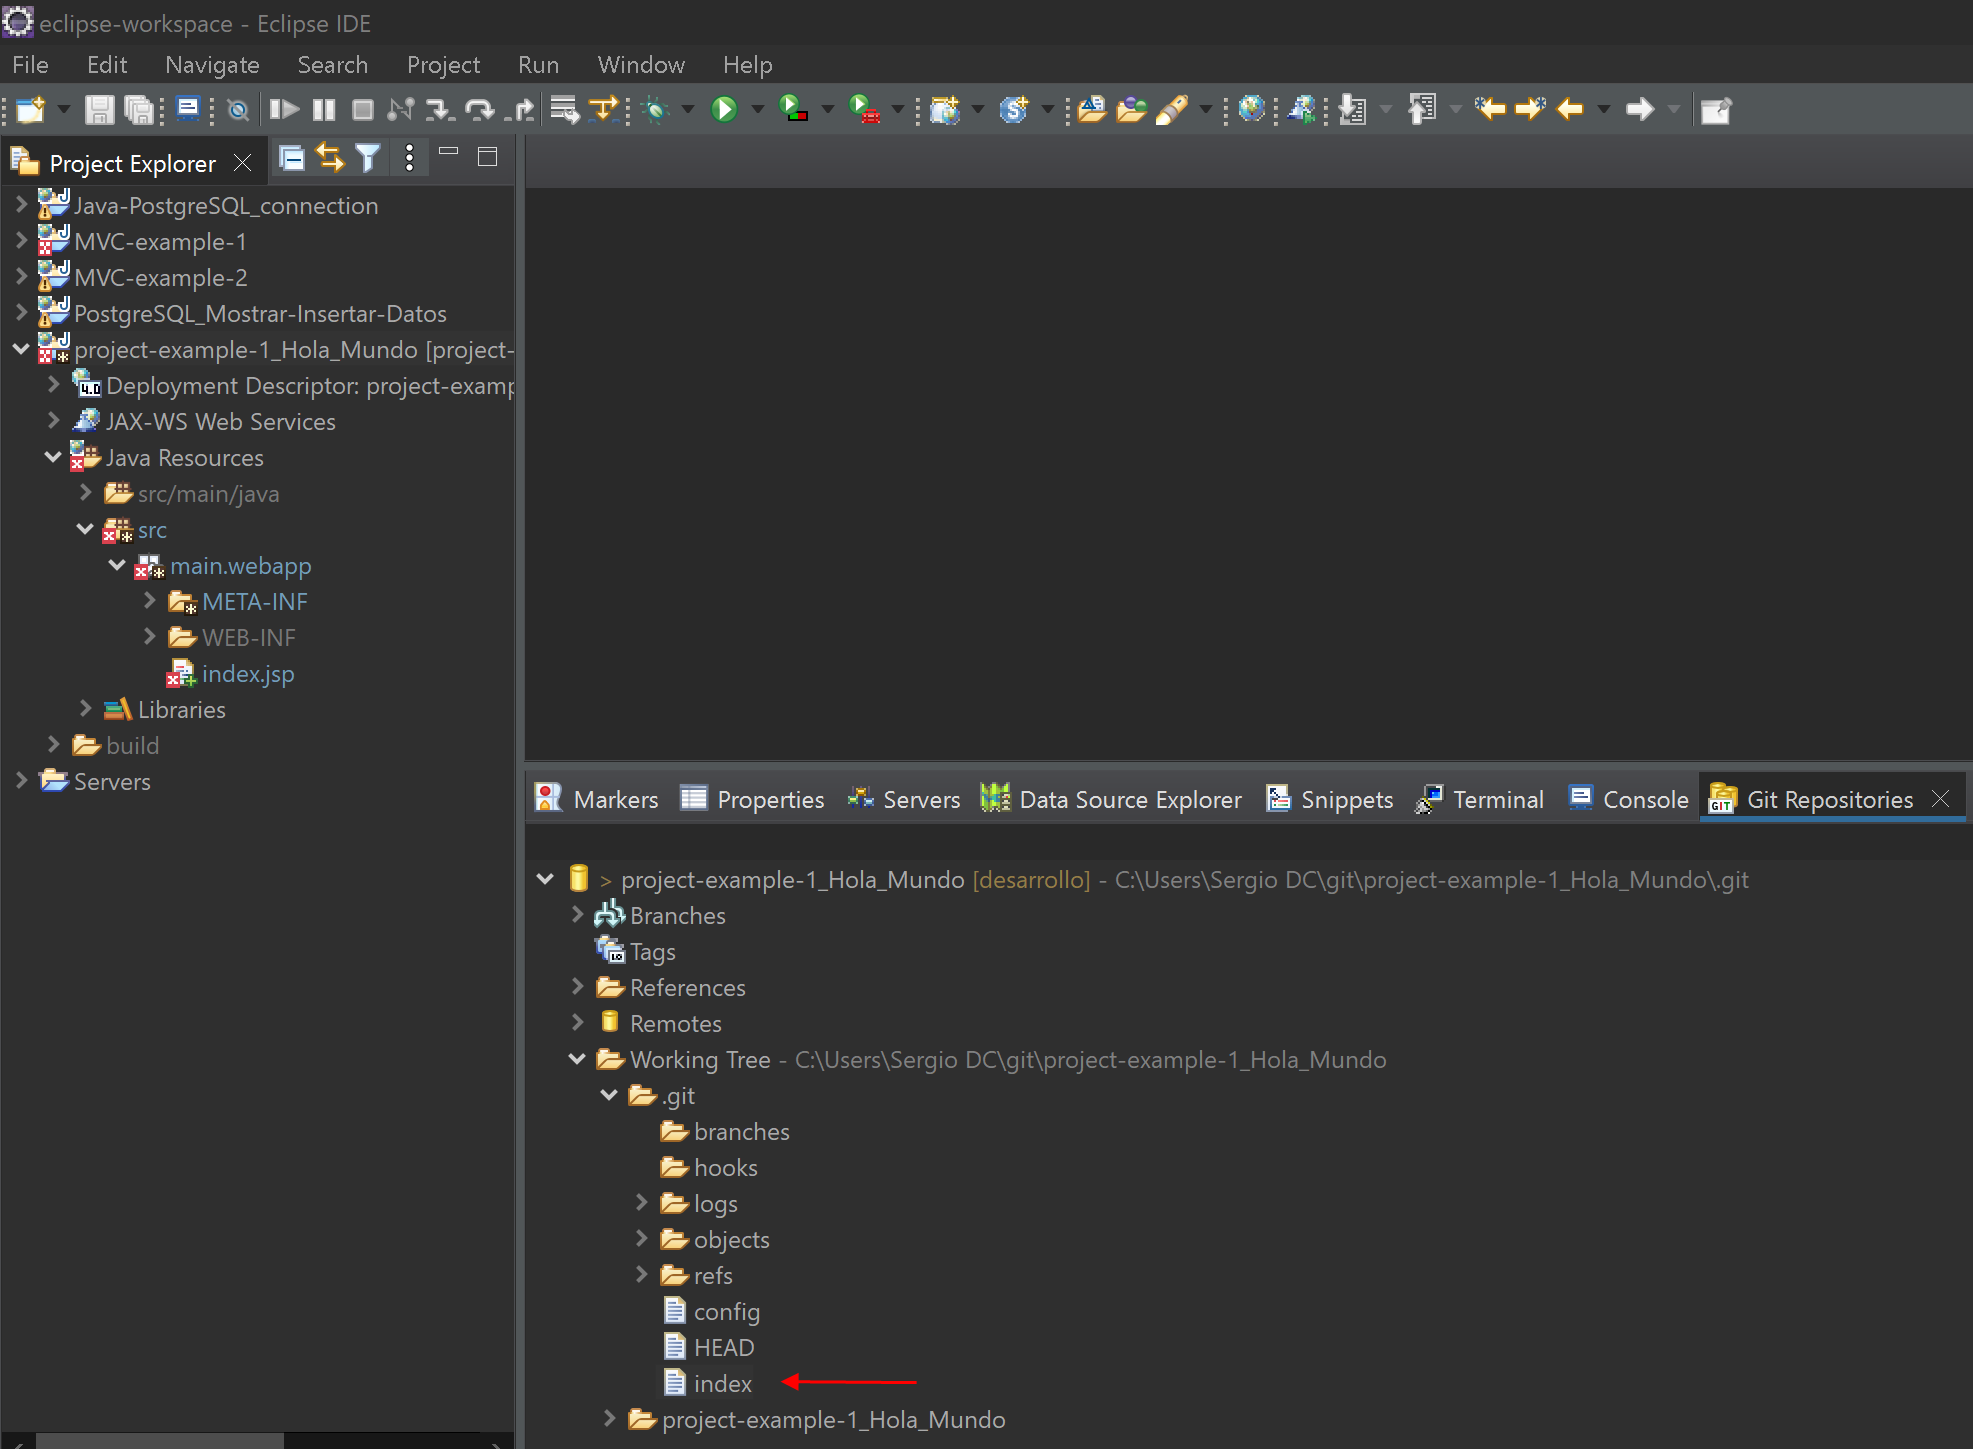 eclipse-workspace - Eclipse IDE
File Edit Navigate Search Project Run Window Help
Project Explorer
Java-PostgreSQL_connection
MVC-example-1
MVC-example-2
PostgreSQL_Mostrar-Insertar-Datos
project-example-1_Hola_Mundo [project-
Deployment Descriptor: project-examp
JAX-WS Web Services
Java Resources
src/main/java
src
main.webapp
META-INF
WEB-INF
index.jsp
Libraries
build
Servers
Markers Properties Servers Data Source Explorer Snippets Terminal Console Git Repositories
> project-example-1_Hola_Mundo [desarrollo] - C:\Users\Sergio DC\git\project-example-1_Hola_Mundo\.git
Branches
Tags
References
Remotes
Working Tree - C:\Users\Sergio DC\git\project-example-1_Hola_Mundo
.git
branches
hooks
logs
objects
refs
config
HEAD
index
project-example-1_Hola_Mundo